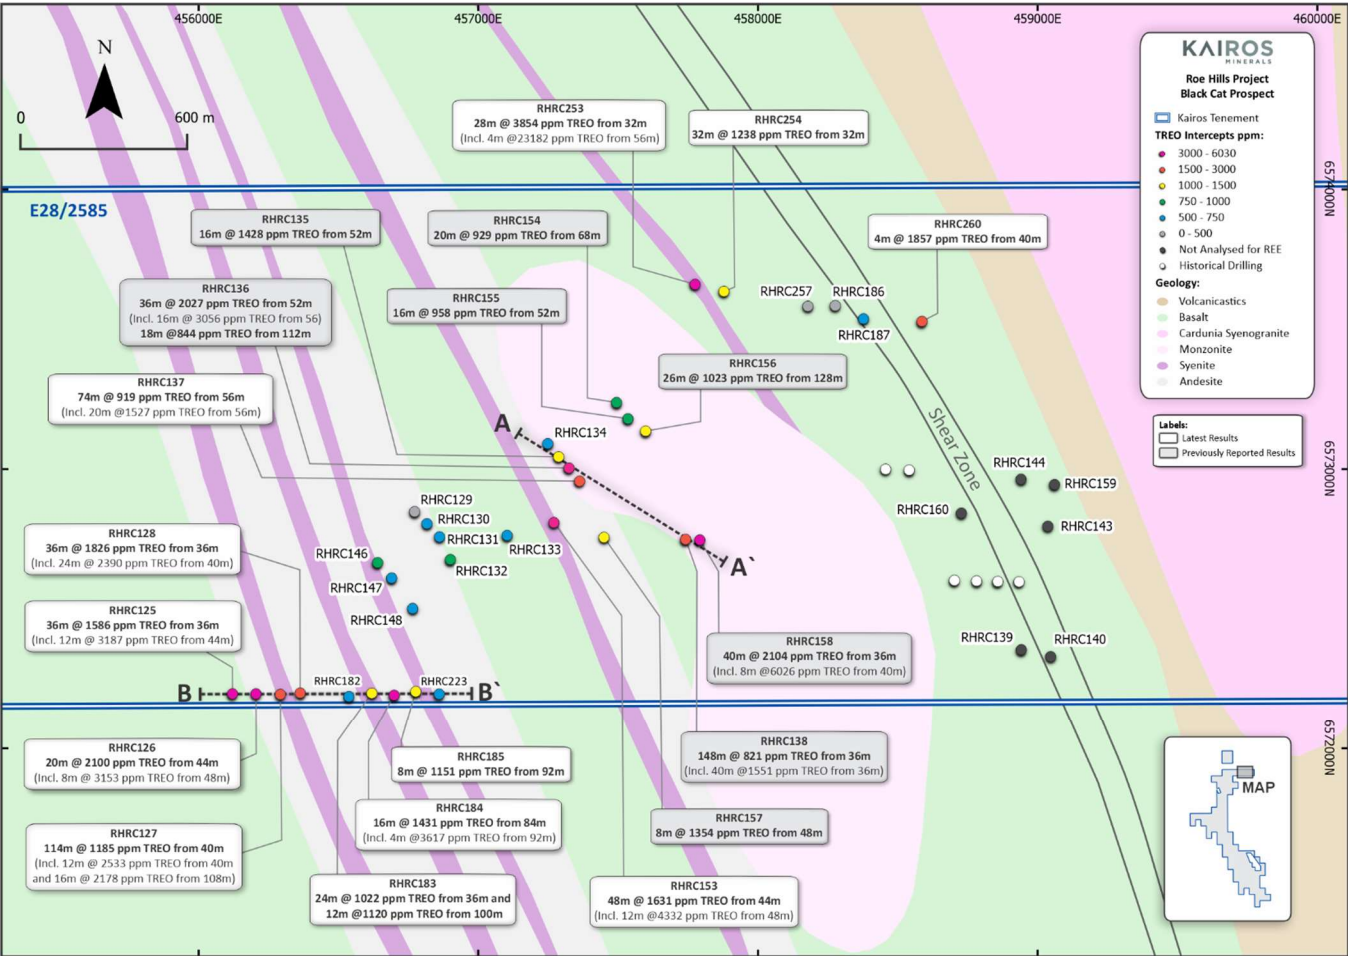 456000E
457000E
458000E
459000E
460000E
N
0
600 m
E28/2585
RHRC253
28m @ 3854 ppm TREO from 32m
(Incl. 4m @23182 ppm TREO from 56m)
RHRC254
32m @ 1238 ppm TREO from 32m
KAIROS
MINERALS
Roe Hills Project
Black Cat Prospect
Kairos Tenement
TREO Intercepts ppm:
3000 - 6030
1500 - 3000
1000 - 1500
750 - 1000
500 - 750
0 - 500
Not Analysed for REE
Historical Drilling
Geology:
Volcanicastics
Basalt
Cardunia Syenogranite
Monzonite
Syenite
Andesite
Labels:
Latest Results
Previously Reported Results
6574000N
6573000N
6572000N
RHRC135
16m @ 1428 ppm TREO from 52m
RHRC154
20m @ 929 ppm TREO from 68m
RHRC260
4m @ 1857 ppm TREO from 40m
RHRC136
36m @ 2027 ppm TREO from 52m
(Incl. 16m @ 3056 ppm TREO from 56)
18m @844 ppm TREO from 112m
RHRC155
16m @ 958 ppm TREO from 52m
RHRC257
RHRC186
RHRC187
RHRC156
26m @ 1023 ppm TREO from 128m
RHRC137
74m @ 919 ppm TREO from 56m
(Incl. 20m @1527 ppm TREO from 56m)
A
RHRC134
Shear Zone
RHRC144
RHRC159
RHRC160
RHRC143
RHRC129
RHRC130
RHRC131
RHRC133
RHRC132
RHRC146
RHRC147
RHRC148
A`
RHRC128
36m @ 1826 ppm TREO from 36m
(Incl. 24m @ 2390 ppm TREO from 40m)
RHRC125
36m @ 1586 ppm TREO from 36m
(Incl. 12m @ 3187 ppm TREO from 44m)
RHRC139
RHRC140
RHRC158
40m @ 2104 ppm TREO from 36m
(Incl. 8m @6026 ppm TREO from 40m)
B
RHRC182
RHRC223
B`
RHRC126
20m @ 2100 ppm TREO from 44m
(Incl. 8m @ 3153 ppm TREO from 48m)
RHRC185
8m @ 1151 ppm TREO from 92m
RHRC138
148m @ 821 ppm TREO from 36m
(Incl. 40m @1551 ppm TREO from 36m)
MAP
RHRC184
16m @ 1431 ppm TREO from 84m
(Incl. 4m @3617 ppm TREO from 92m)
RHRC157
8m @ 1354 ppm TREO from 48m
RHRC127
114m @ 1185 ppm TREO from 40m
(Incl. 12m @ 2533 ppm TREO from 40m
and 16m @ 2178 ppm TREO from 108m)
RHRC183
24m @ 1022 ppm TREO from 36m and
12m @1120 ppm TREO from 100m
RHRC153
48m @ 1631 ppm TREO from 44m
(Incl. 12m @4332 ppm TREO from 48m)